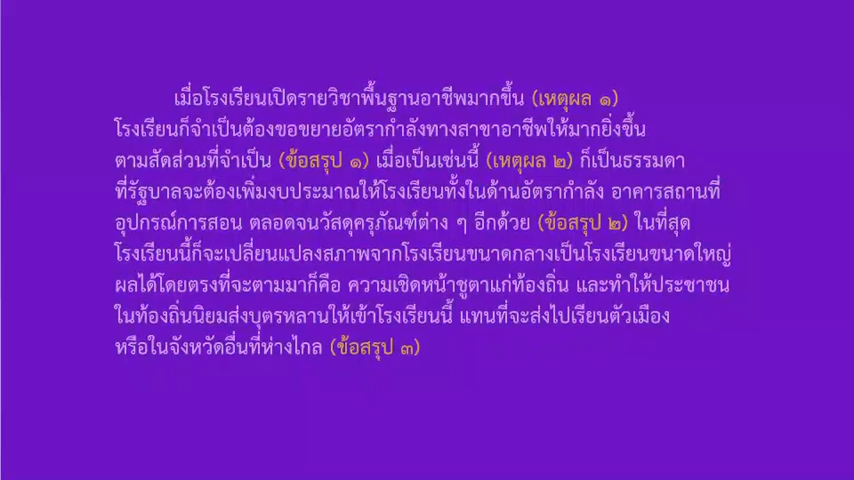 เมื่อโรงเรียนเปิดรายวิชาพื้นฐานอาชีพมากขึ้น (เหตุผล ๑)
โรงเรียนก็จำเป็นต้องขอขยายอัตรากำลังทางสาขาอาชีพให้มากยิ่งขึ้น
ตามสัดส่วนที่จำเป็น (ข้อสรุป ๑) เมื่อเป็นเช่นนี้ (เหตุผล ๒) ก็เป็นธรรมดา
ที่รัฐบาลจะต้องเพิ่มงบประมาณให้โรงเรียนทั้งในด้านอัตรากำลัง อาคารสถานที่
อุปกรณ์การสอน ตลอดจนวัสดุครุภัณฑ์ต่าง ๆ อีกด้วย (ข้อสรุป ๒) ในที่สุด
โรงเรียนนี้ก็จะเปลี่ยนแปลงสภาพจากโรงเรียนขนาดกลางเป็นโรงเรียนขนาดใหญ่
ผลได้โดยตรงที่จะตามมาก็คือ ความเชิดหน้าชูตาแก่ท้องถิ่น และทำให้ประชาชน
ในท้องถิ่นนิยมส่งบุตรหลานให้เข้าโรงเรียนนี้ แทนที่จะส่งไปเรียนตัวเมือง
หรือในจังหวัดอื่นที่ห่างไกล (ข้อสรุป ๓)